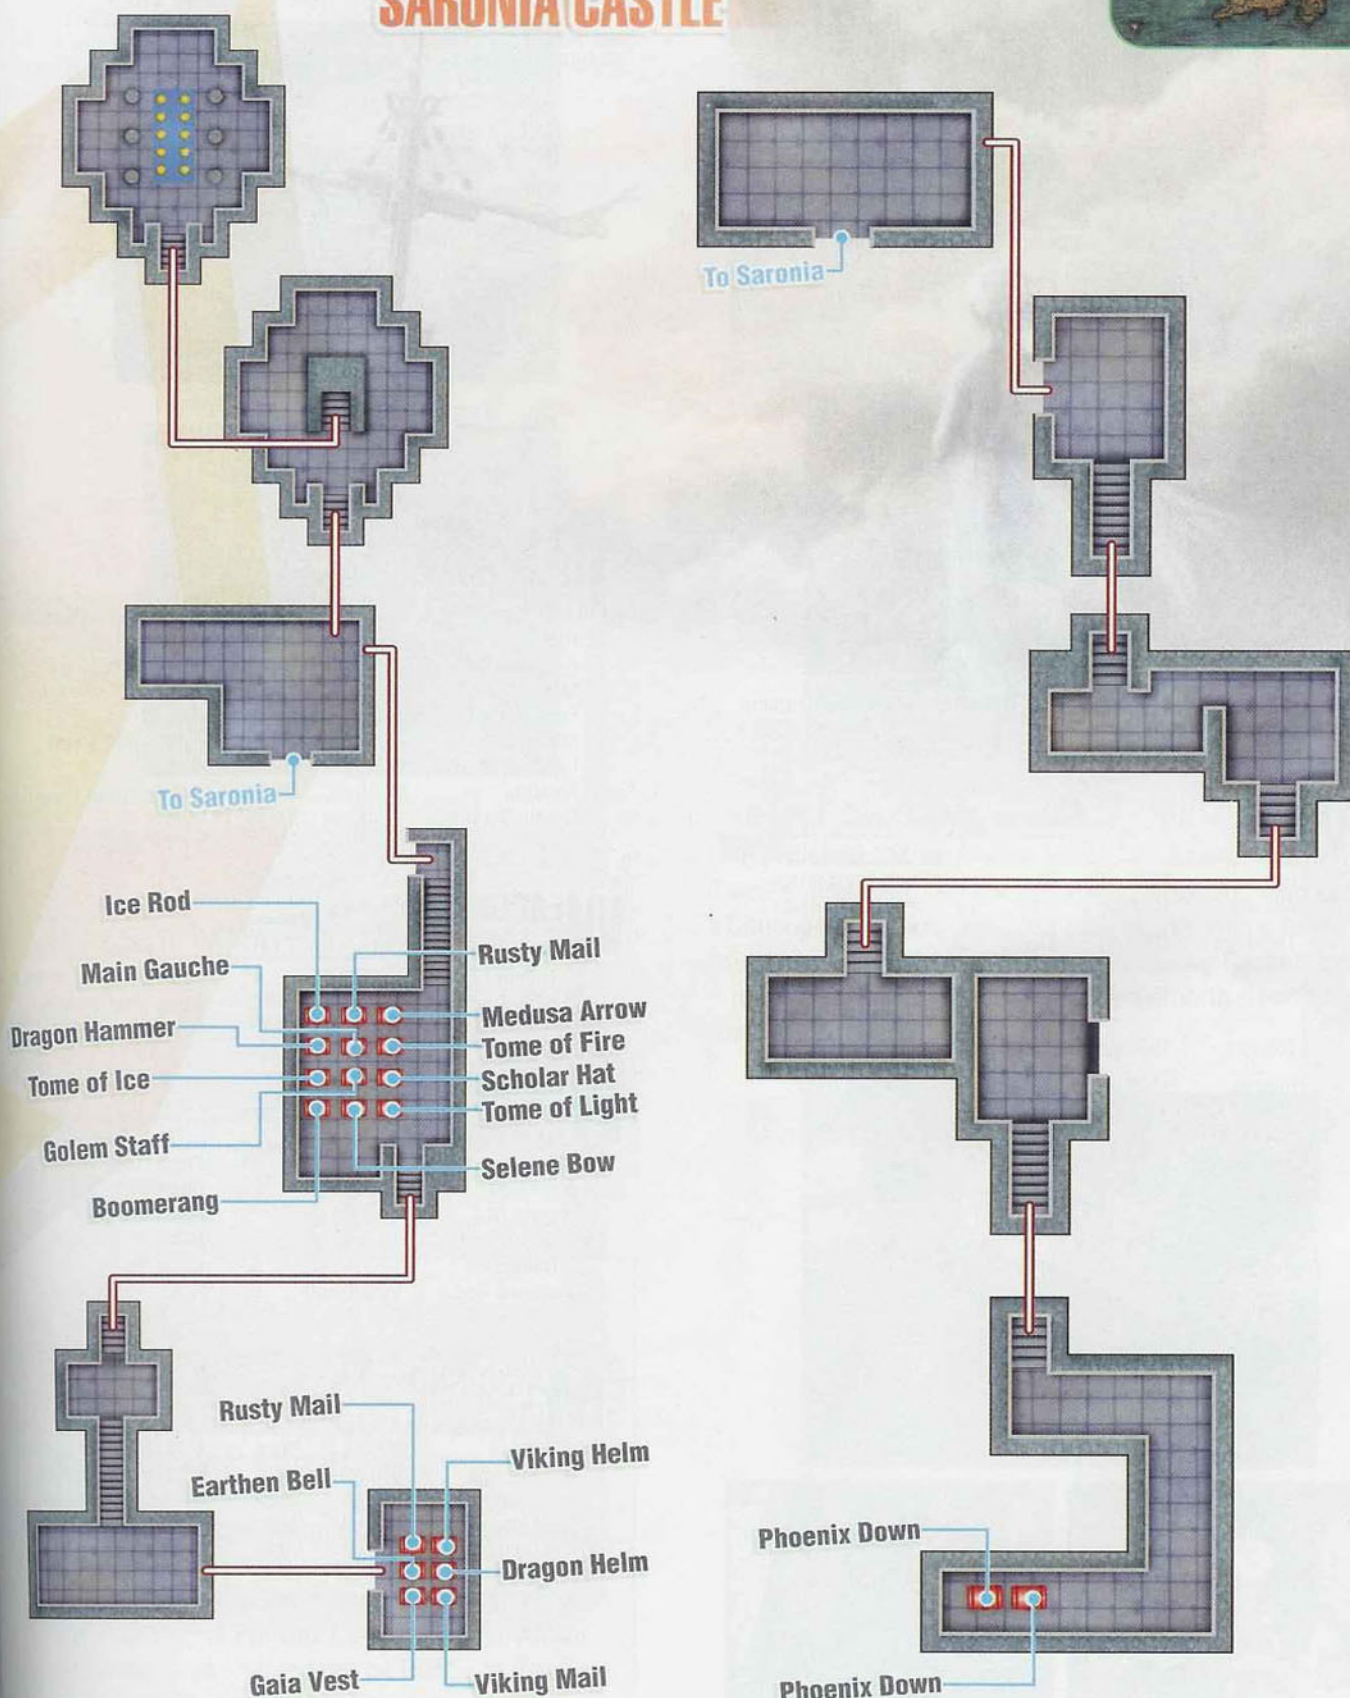 SARONIA CASTLE
To Saronia
To Saronia
Ice Rod
Rusty Mail
Main Gauche
Medusa Arrow
Dragon Hammer
Tome of Fire
Tome of Ice
Scholar Hat
Tome of Light
Golem Staff
Selene Bow
Boomerang
Rusty Mail
Viking Helm
Earthen Bell
Dragon Helm
Gaia Vest
Viking Mail
Phoenix Down
Phoenix Down